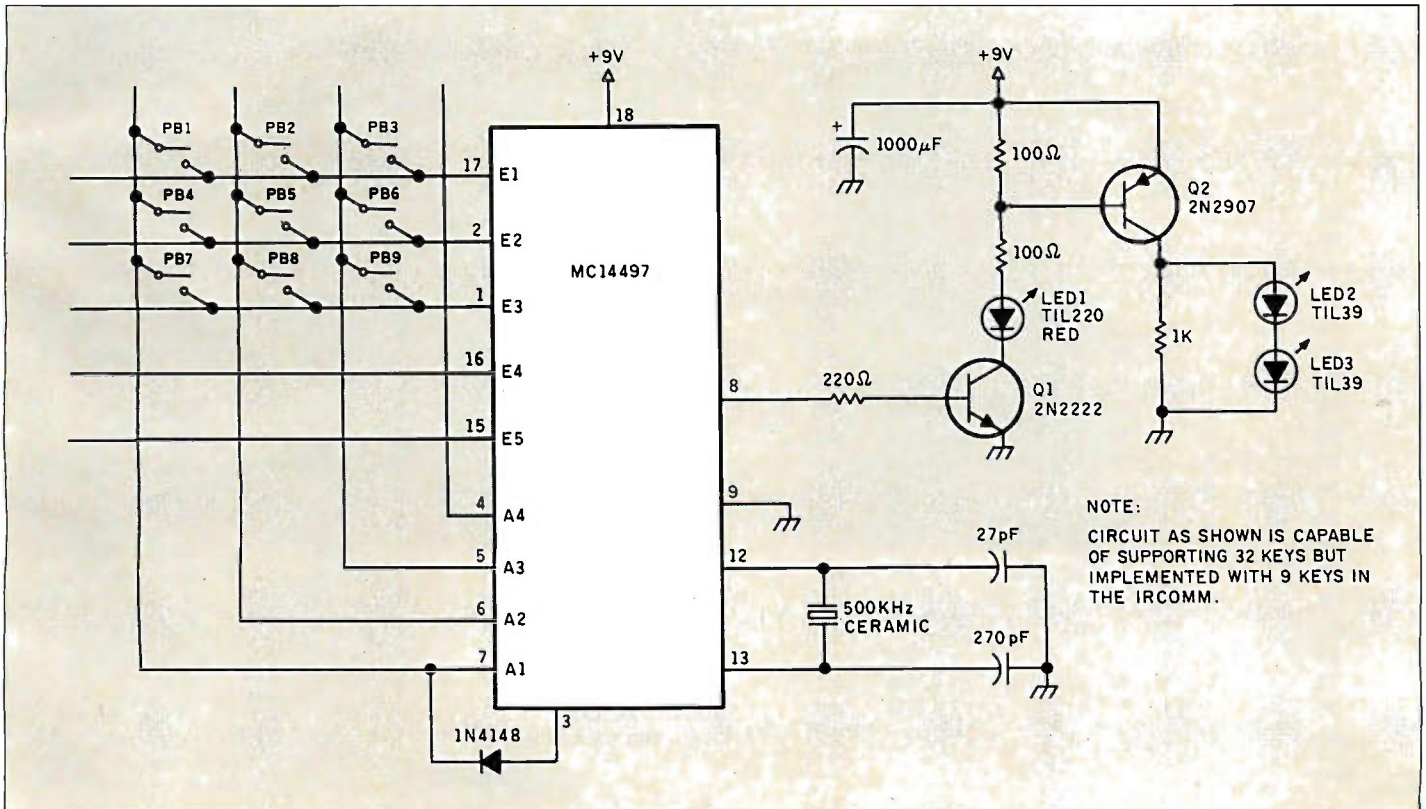 +9V
18
PB1
PB2
PB3
17
E1
PB4
PB5
PB6
2
E2
PB7
PB8
PB9
1
E3
16
E4
15
E5
4
A4
5
A3
6
A2
7
A1
3
1N4148
MC14497
8
220Ω
9
12
13
500KHz
CERAMIC
27pF
270pF
+9V
+
1000μF
100Ω
100Ω
Q2
2N2907
LED1
TIL220
RED
Q1
2N2222
1K
LED2
TIL39
LED3
TIL39
NOTE:
CIRCUIT AS SHOWN IS CAPABLE
OF SUPPORTING 32 KEYS BUT
IMPLEMENTED WITH 9 KEYS IN
THE IRCOMM.